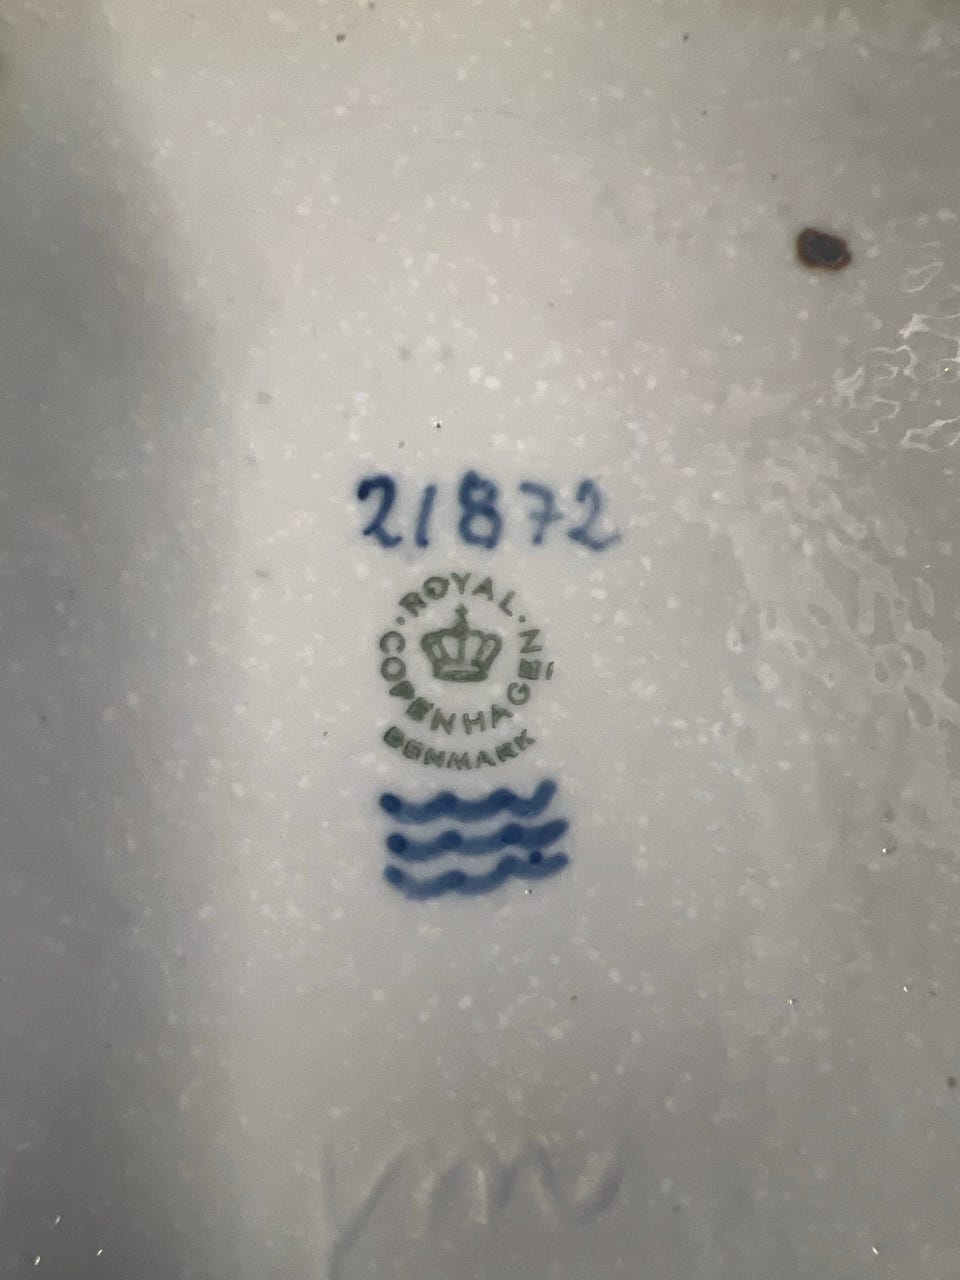 21872
ROYAL
COPENHAGEN
DENMARK